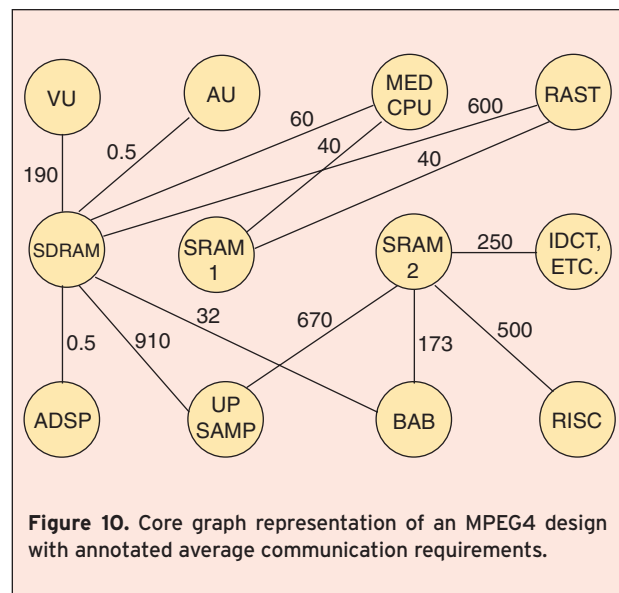 VU
AU
MED
CPU
RAST
60
600
190
0.5
40
40
SDRAM
SRAM
1
SRAM
2
250
IDCT,
ETC.
32
670
500
0.5
910
173
ADSP
UP
SAMP
BAB
RISC
Figure 10. Core graph representation of an MPEG4 design
with annotated average communication requirements.